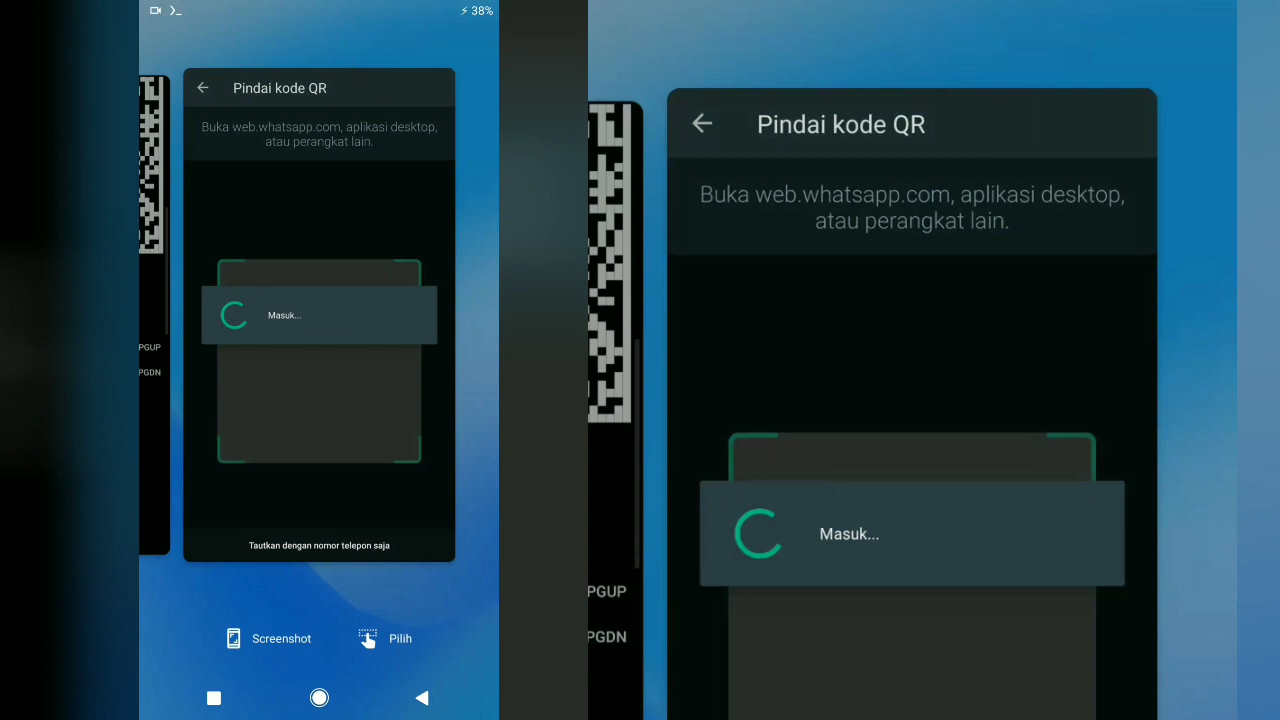 38%
Pindai kode QR
Buka web.whatsapp.com, aplikasi desktop,
atau perangkat lain.
Masuk...
PGUP
PGDN
Tautkan dengan nomor telepon saja
Screenshot
Pilih
Pindai kode QR
Buka web.whatsapp.com, aplikasi desktop,
atau perangkat lain.
Masuk...
PGUP
PGDN